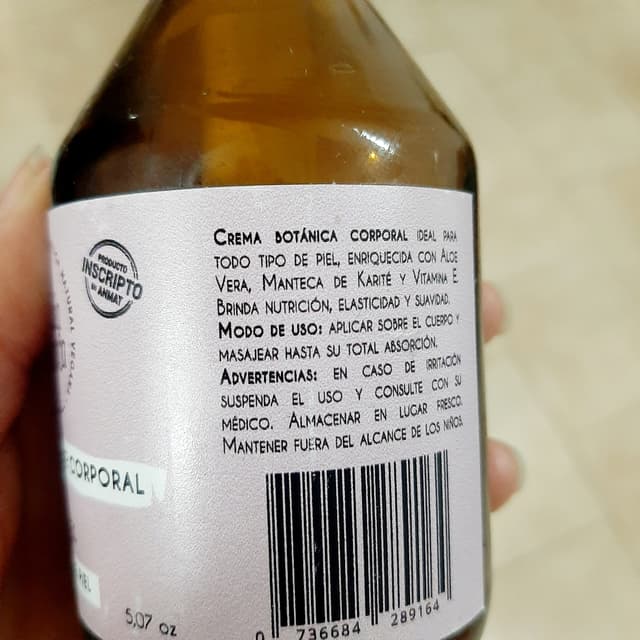 CREMA BOTÁNICA CORPORAL IDEAL PARA
TODO TIPO DE PIEL, ENRIQUECIDA CON ALOE
VERA, MANTECA DE KARITÉ Y VITAMINA E.
BRINDA NUTRICIÓN, ELASTICIDAD Y SUAVIDAD.
MODO DE USO: APLICAR SOBRE EL CUERPO Y
MASAJEAR HASTA SU TOTAL ABSORCIÓN.
ADVERTENCIAS: EN CASO DE IRRITACIÓN
SUSPENDA EL USO Y CONSULTE CON SU
MÉDICO. ALMACENAR EN LUGAR FRESCO.
MANTENER FUERA DEL ALCANCE DE LOS NIÑOS.
PRODUCTO
INSCRIPTO
EN ANMAT
CORPORAL
5,07 oz
0 736684 289164